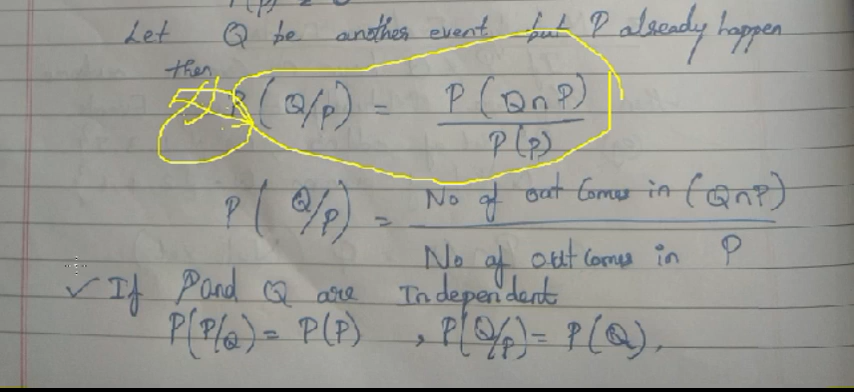 Let Q be another event but P already happen
then
P(Q/P) = P(Q∩P) / P(P)
P(Q/P) = No of out comes in (Q∩P) / No of out comes in P
✓ If P and Q are Independent
P(P/Q) = P(P) , P(Q/P) = P(Q),